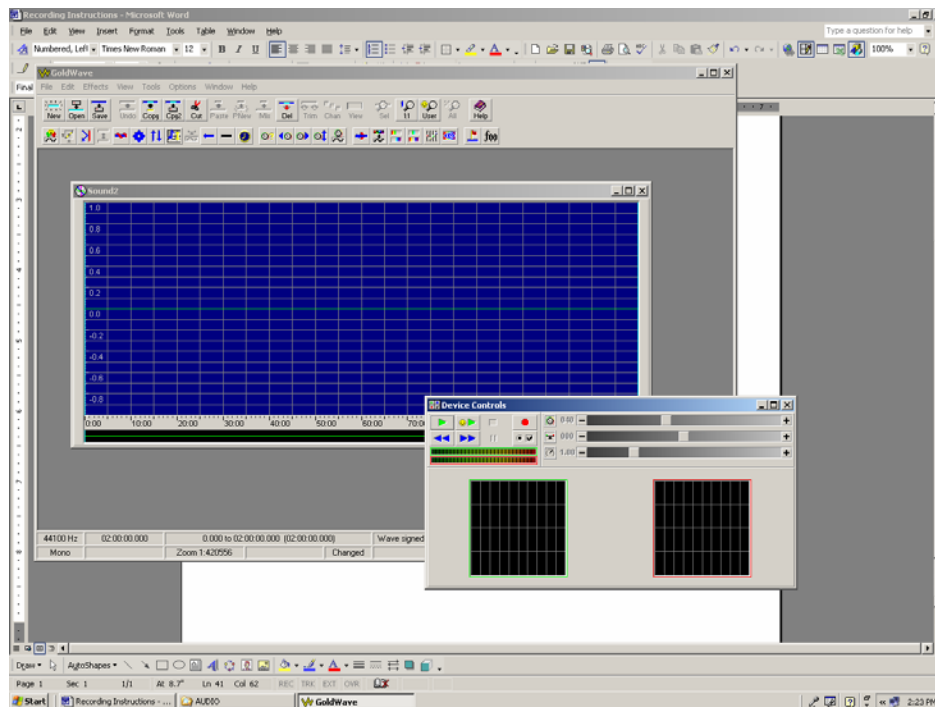 Recording Instructions - Microsoft Word
File Edit View Insert Format Tools Table Window Help
Type a question for help
Numbered, Left Times New Roman 12 B I U 100%
Final
GoldWave
File Edit Effects View Tools Options Window Help
New Open Save Undo Copy Cpy2 Cut Paste PNew Mix Del Trim Chan View Sel 1:1 User All Help
f(x)
Sound2
1.0
0.8
0.6
0.4
0.2
0.0
-0.2
-0.4
-0.6
-0.8
0:00 10:00 20:00 30:00 40:00 50:00 60:00 70:0
Device Controls
040
000
1.00
44100 Hz 02:00:00.000 0.000 to 02:00:00.000 (02:00:00.000) Wave signed
Mono Zoom 1:420556 Changed
Draw AutoShapes
Page 1 Sec 1 1/1 At 8.7" Ln 41 Col 62 REC TRK EXT OVR
Start Recording Instructions - ... AUDIO GoldWave 2:23 PM